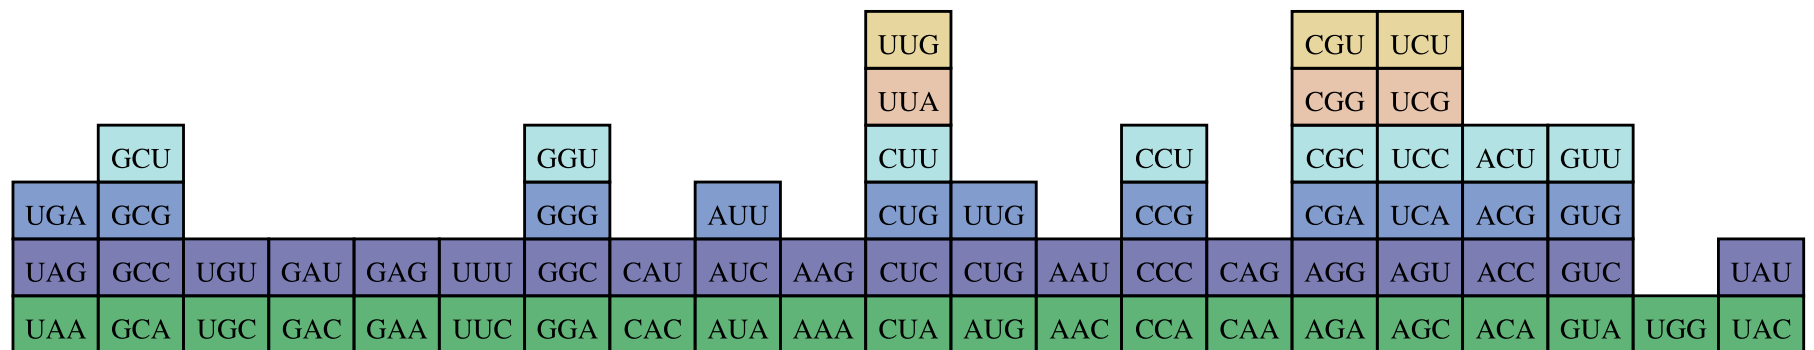 UUG CGU UCU
UUA CGG UCG
GCU GGU CUU CCU CGC UCC ACU GUU
UGA GCG GGG AUU CUG UUG CCG CGA UCA ACG GUG
UAG GCC UGU GAU GAG UUU GGC CAU AUC AAG CUC CUG AAU CCC CAG AGG AGU ACC GUC UAU
UAA GCA UGC GAC GAA UUC GGA CAC AUA AAA CUA AUG AAC CCA CAA AGA AGC ACA GUA UGG UAC